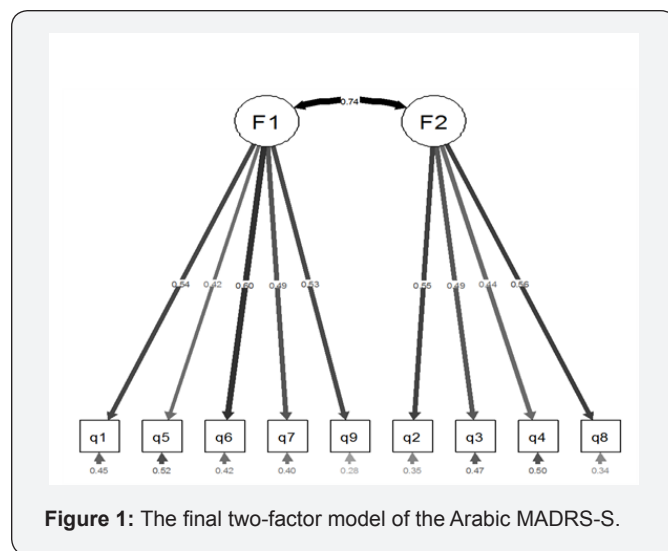 0.74
F1 F2
0.54 0.42 0.60 0.49 0.53 0.55 0.49 0.44 0.56
q1 q5 q6 q7 q9 q2 q3 q4 q8
0.45 0.52 0.42 0.40 0.28 0.35 0.47 0.50 0.34
Figure 1: The final two-factor model of the Arabic MADRS-S.